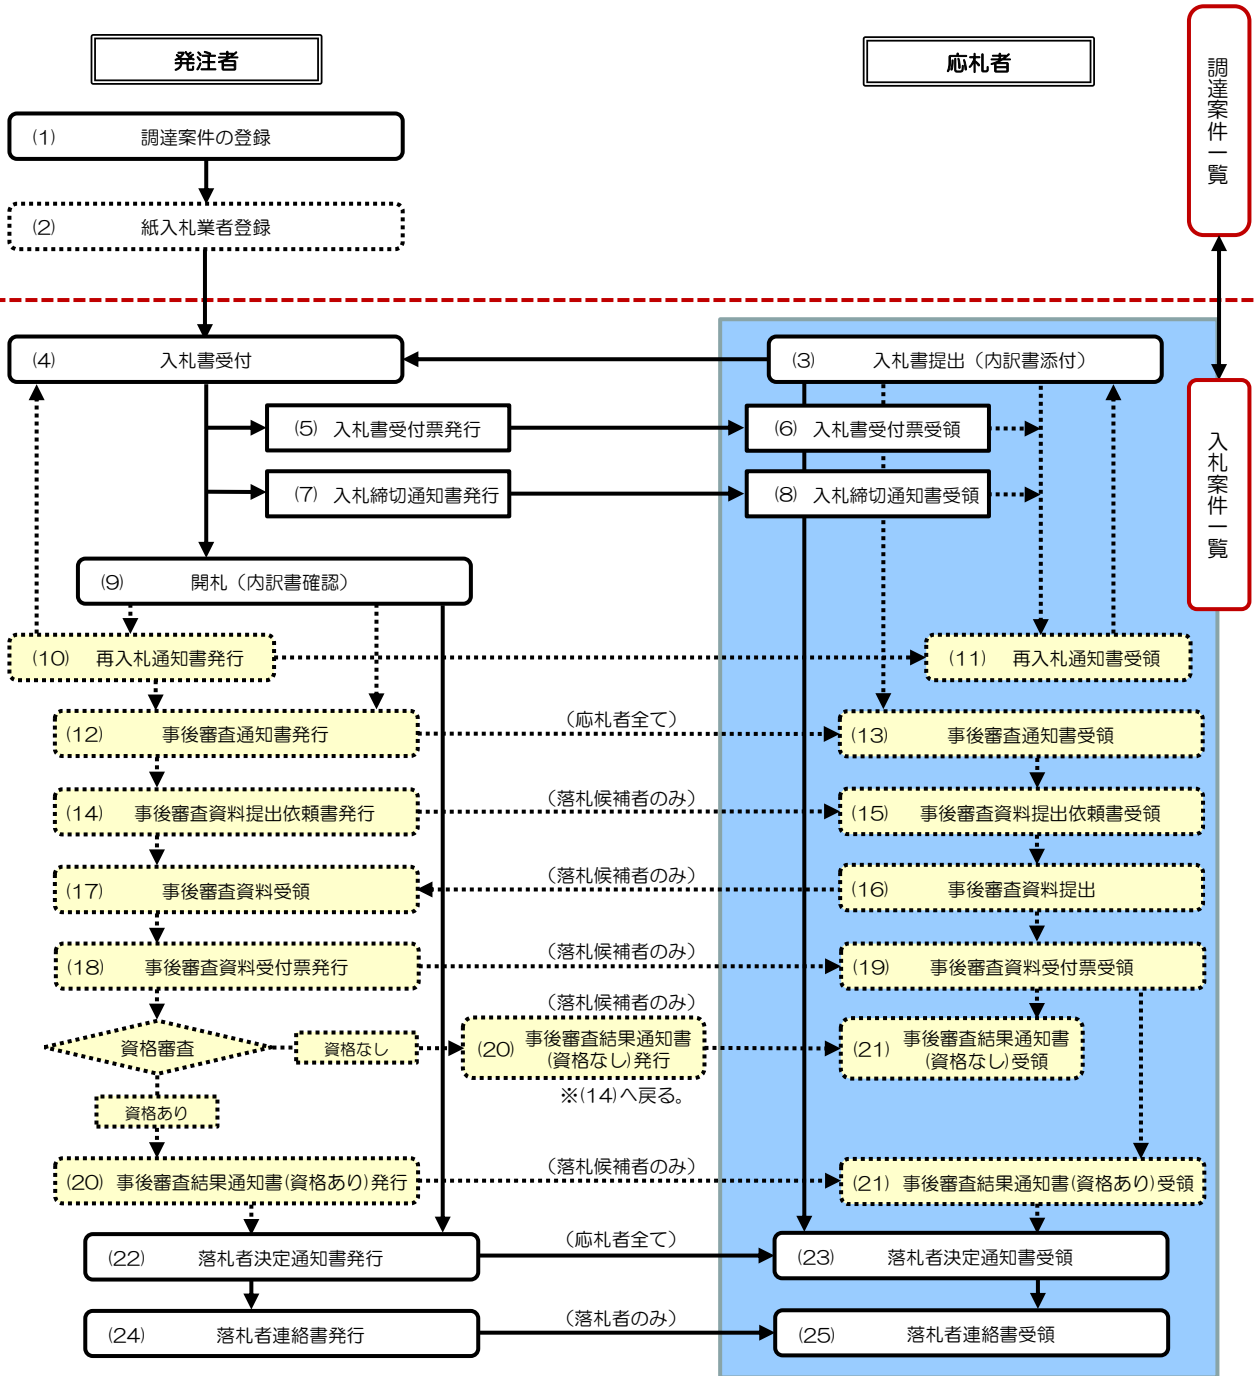 発注者
応札者
調達案件一覧
(1) 調達案件の登録
(2) 紙入札業者登録
(4) 入札書受付
(3) 入札書提出（内訳書添付）
入札案件一覧
(5) 入札書受付票発行
(6) 入札書受付票受領
(7) 入札締切通知書発行
(8) 入札締切通知書受領
(9) 開札（内訳書確認）
(10) 再入札通知書発行
(11) 再入札通知書受領
(12) 事後審査通知書発行
（応札者全て）
(13) 事後審査通知書受領
(14) 事後審査資料提出依頼書発行
（落札候補者のみ）
(15) 事後審査資料提出依頼書受領
(17) 事後審査資料受領
（落札候補者のみ）
(16) 事後審査資料提出
(18) 事後審査資料受付票発行
（落札候補者のみ）
(19) 事後審査資料受付票受領
（落札候補者のみ）
資格審査
資格なし
(20) 事後審査結果通知書
(資格なし)発行
(21) 事後審査結果通知書
(資格なし)受領
※(14)へ戻る。
資格あり
(20) 事後審査結果通知書(資格あり)発行
（落札候補者のみ）
(21) 事後審査結果通知書(資格あり)受領
(22) 落札者決定通知書発行
（応札者全て）
(23) 落札者決定通知書受領
(24) 落札者連絡書発行
（落札者のみ）
(25) 落札者連絡書受領